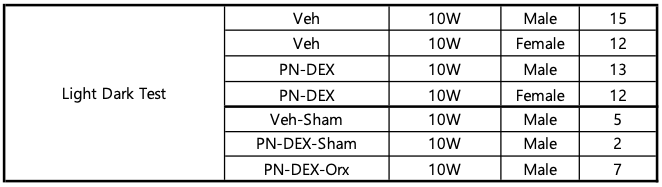 Veh 10W Male 15
Veh 10W Female 12
PN-DEX 10W Male 13
Light Dark Test PN-DEX 10W Female 12
Veh-Sham 10W Male 5
PN-DEX-Sham 10W Male 2
PN-DEX-Orx 10W Male 7